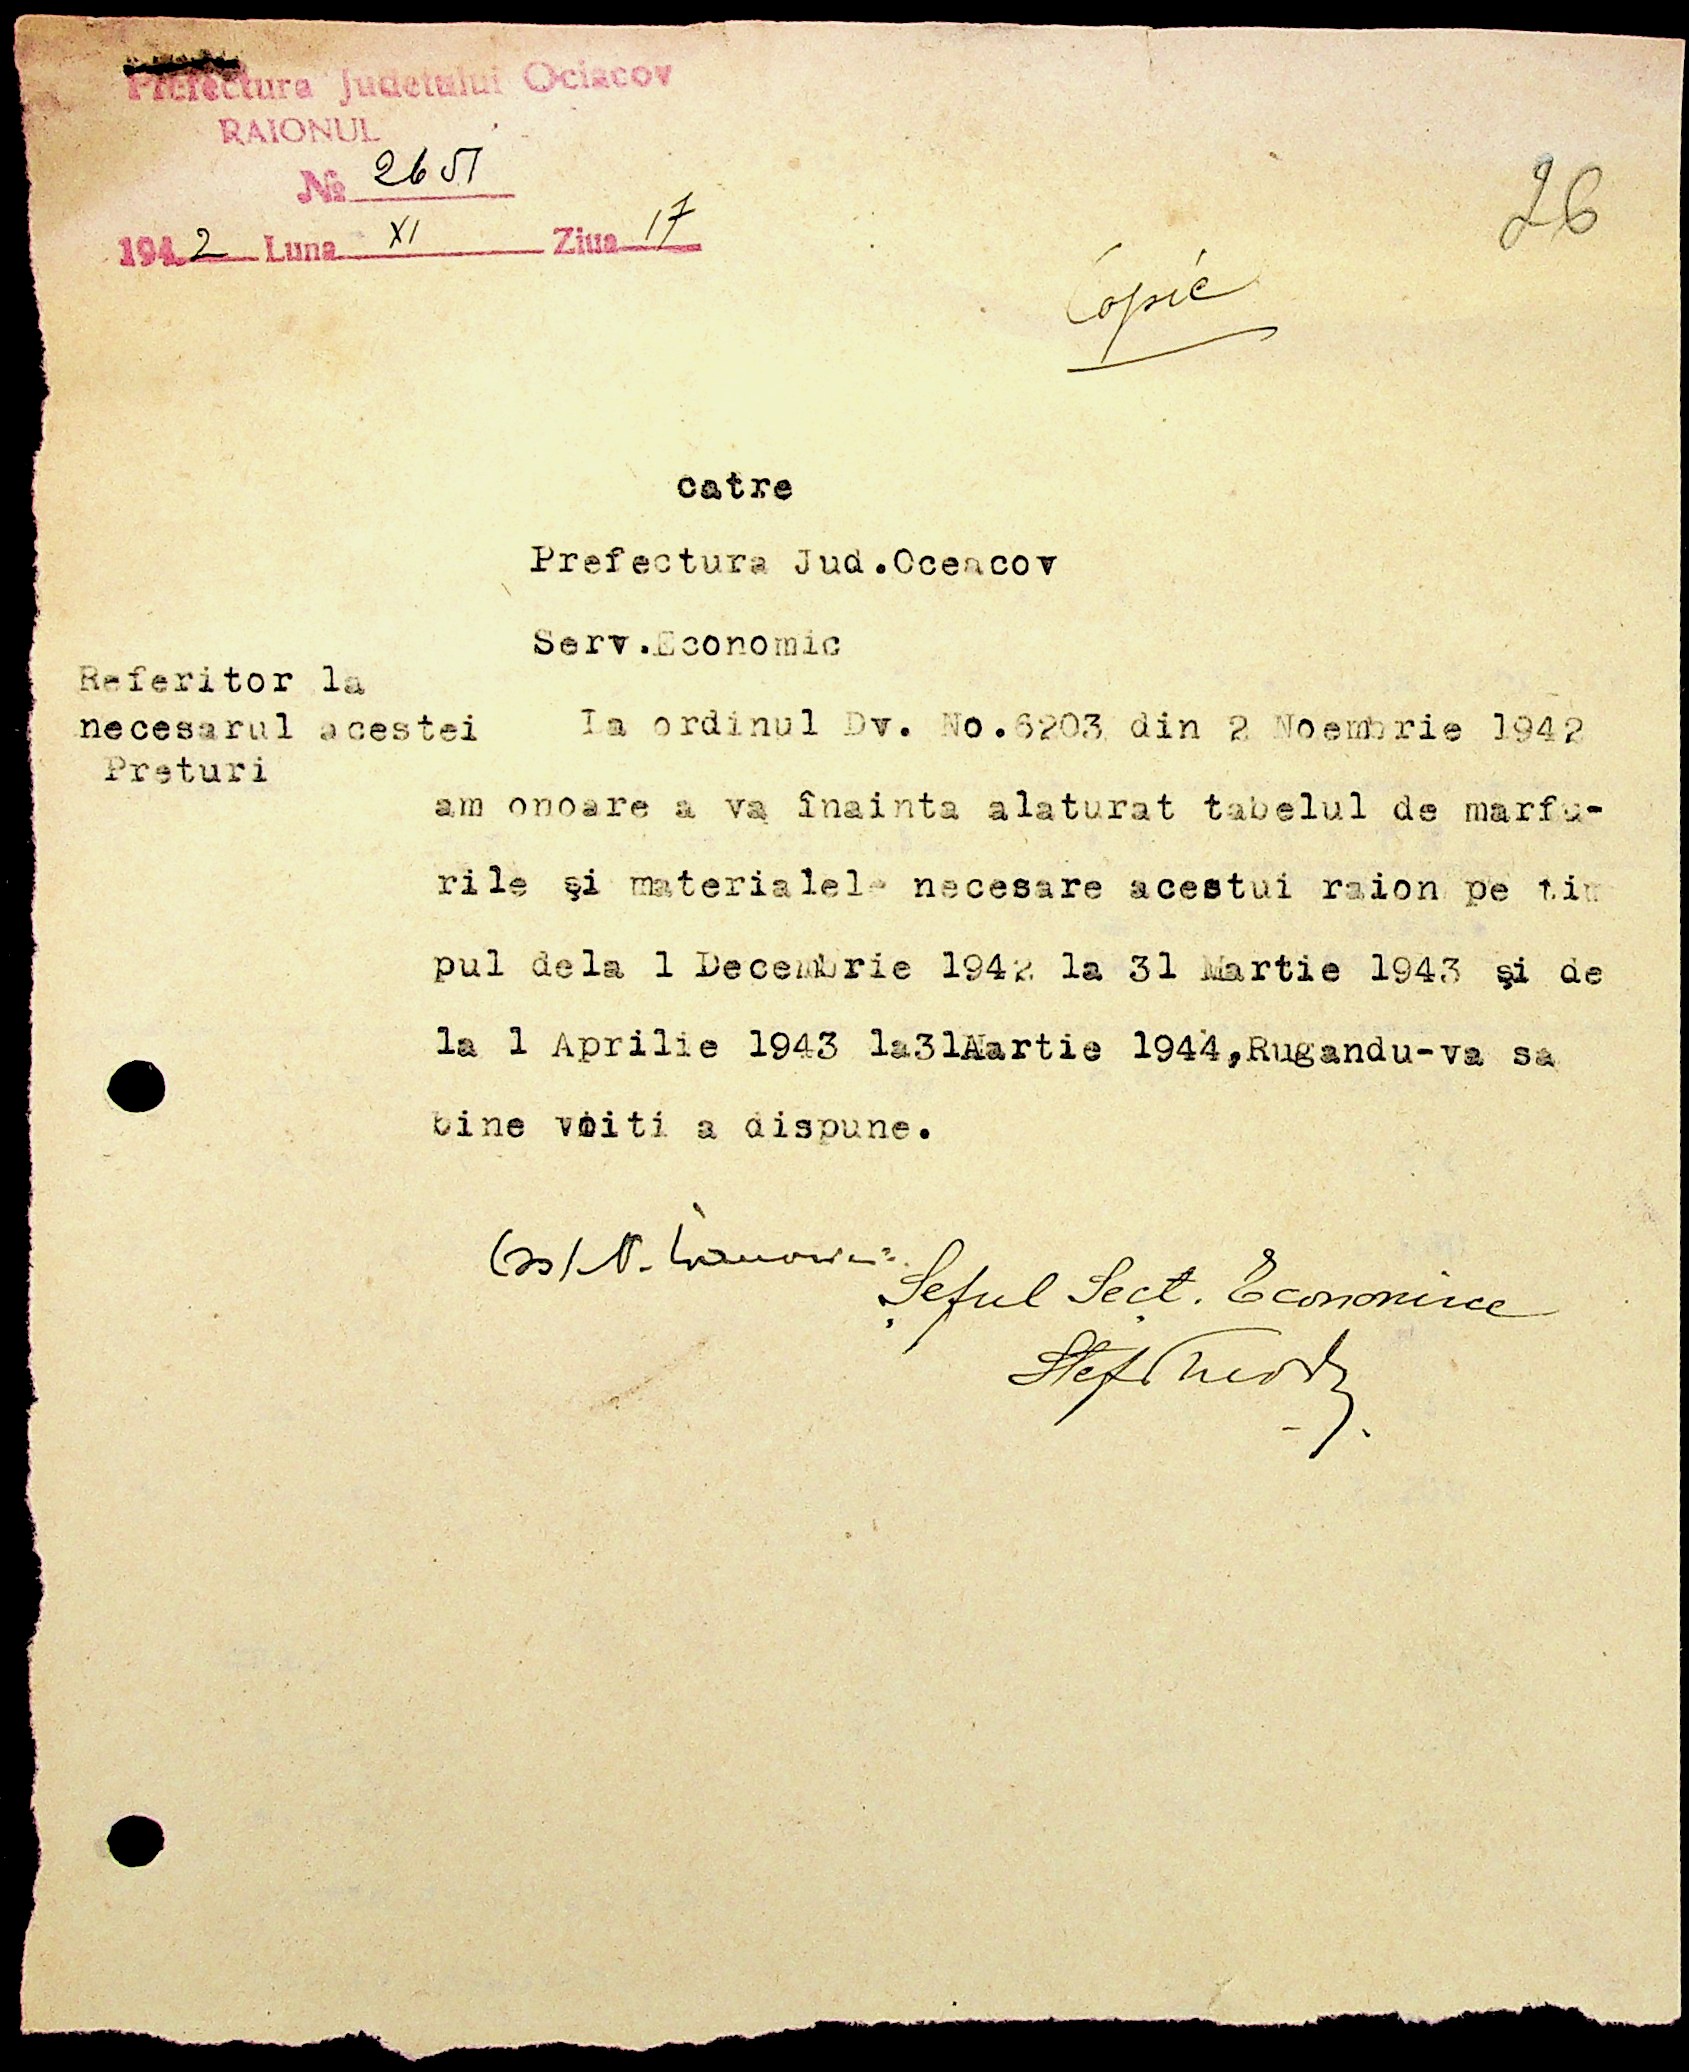 Prefectura Judetului Ociacov
RAIONUL
№ 2651
1942 Luna XI Ziua 17
26
Copie
catre
Prefectura Jud.Oceacov
Serv.Economic
Referitor la
necesarul acestei
Preturi
La ordinul Dv. No.6203 din 2 Noembrie 1942
am onoare a va înainta alaturat tabelul de marfu-
rile şi materialele necesare acestui raion pe tim
pul dela 1 Decembrie 1942 la 31 Martie 1943 şi de
la 1 Aprilie 1943 la31Martie 1944,Rugandu-va sa
bine voiti a dispune.
(ss) N.
Şeful Secţ. Economice